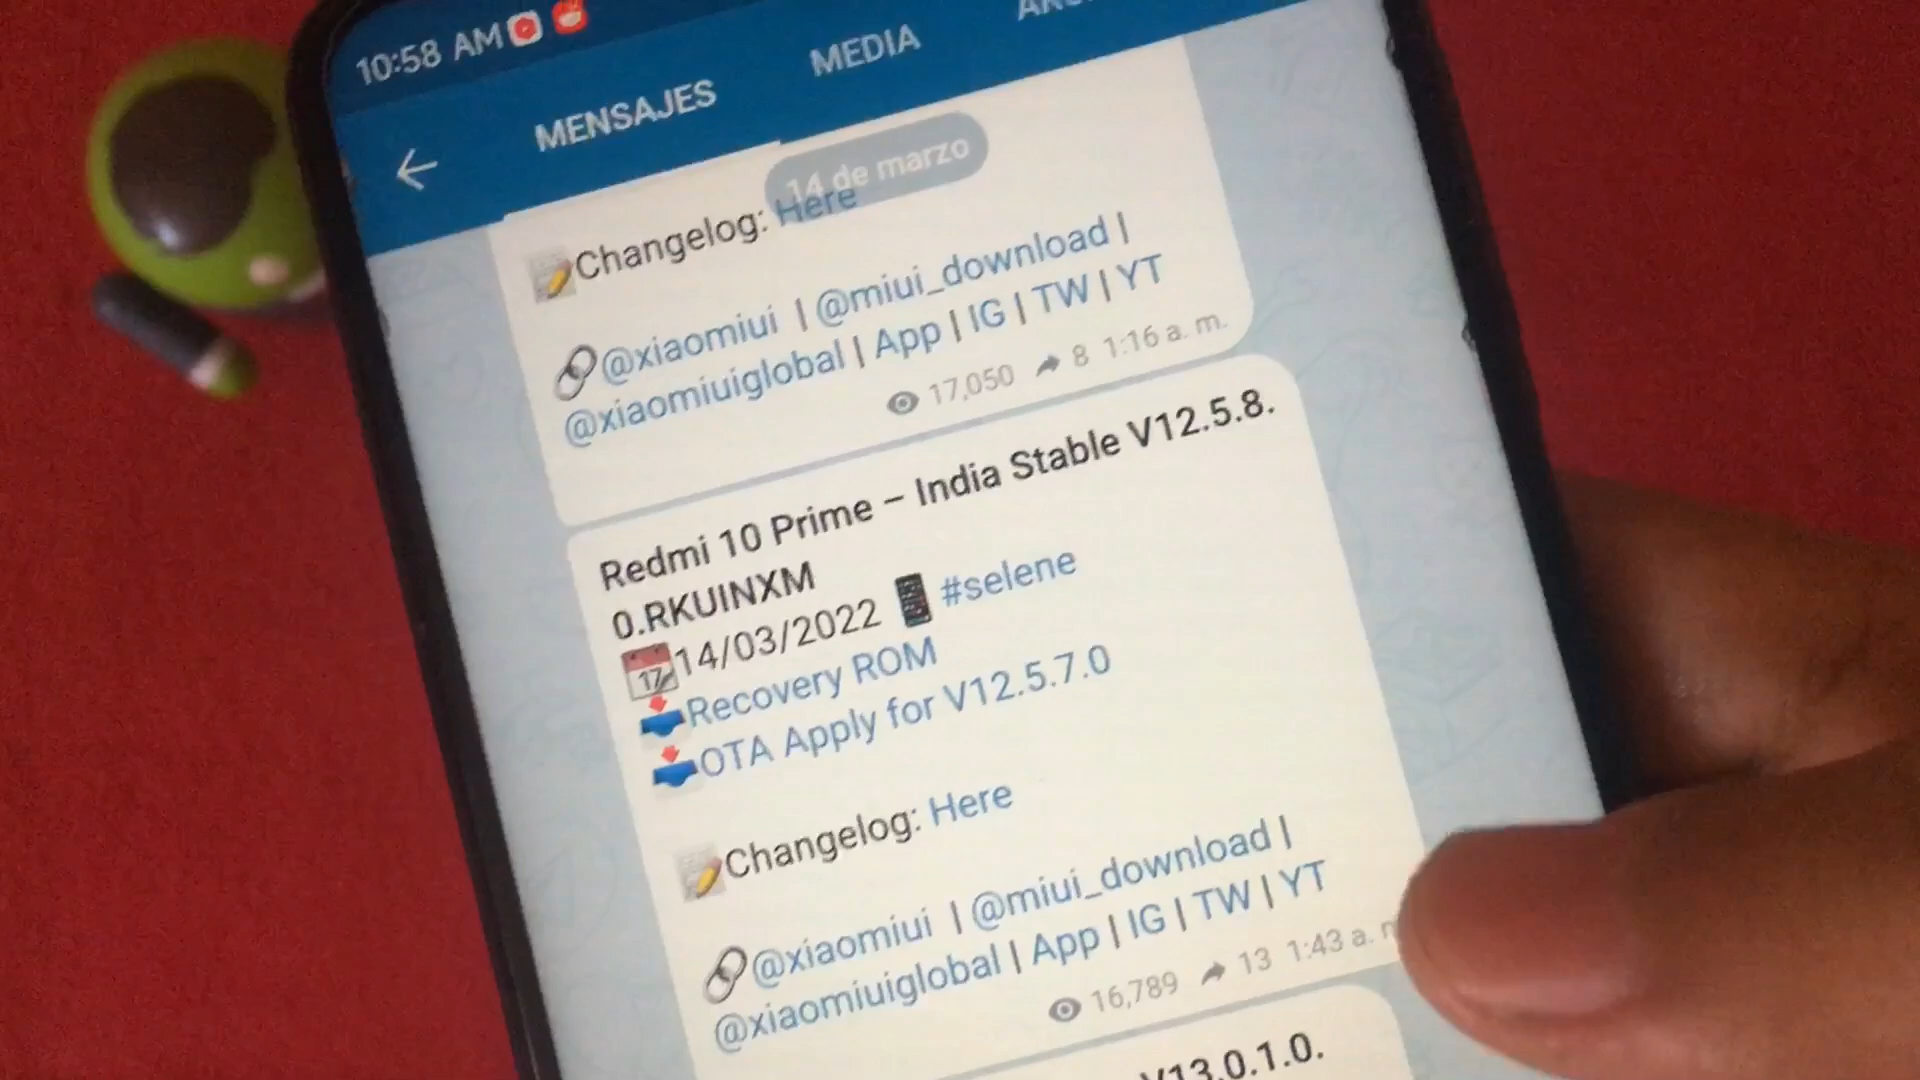 10:58 AM
MENSAJES
MEDIA
14 de marzo
Changelog: Here
@xiaomiui | @miui_download |
@xiaomiuiglobal | App | IG | TW | YT
17,050 8 1:16 a. m.
Redmi 10 Prime – India Stable V12.5.8.
0.RKUINXM
14/03/2022 #selene
Recovery ROM
OTA Apply for V12.5.7.0
Changelog: Here
@xiaomiui | @miui_download |
@xiaomiuiglobal | App | IG | TW | YT
16,789 13 1:43 a.
V13.0.1.0.